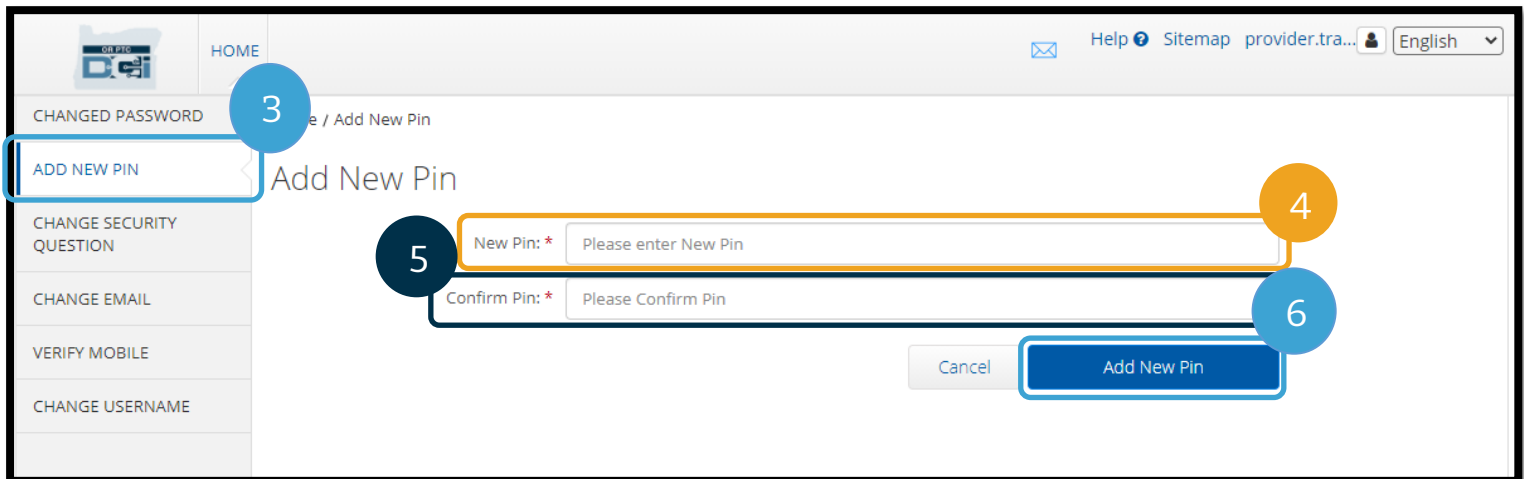 OR PTC
DCi
HOME
Help
Sitemap
provider.tra...
English
CHANGED PASSWORD
3
e / Add New Pin
ADD NEW PIN
Add New Pin
4
CHANGE SECURITY
QUESTION
5
New Pin: *
Please enter New Pin
CHANGE EMAIL
Confirm Pin: *
Please Confirm Pin
6
VERIFY MOBILE
Cancel
Add New Pin
CHANGE USERNAME